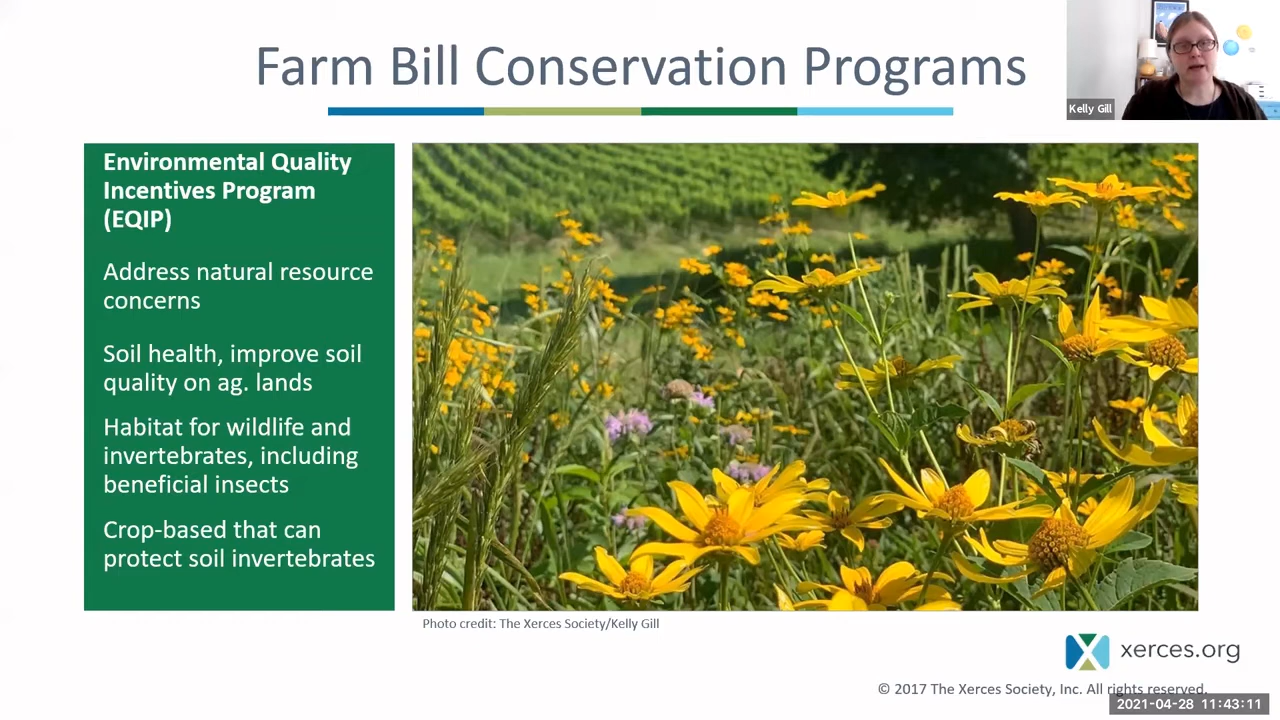 Farm Bill Conservation Programs
Kelly Gill
Environmental Quality
Incentives Program
(EQIP)
Address natural resource
concerns
Soil health, improve soil
quality on ag. lands
Habitat for wildlife and
invertebrates, including
beneficial insects
Crop-based that can
protect soil invertebrates
Photo credit: The Xerces Society/Kelly Gill
xerces.org
© 2017 The Xerces Society, Inc. All rights reserved.
2021-04-28 11:43:11